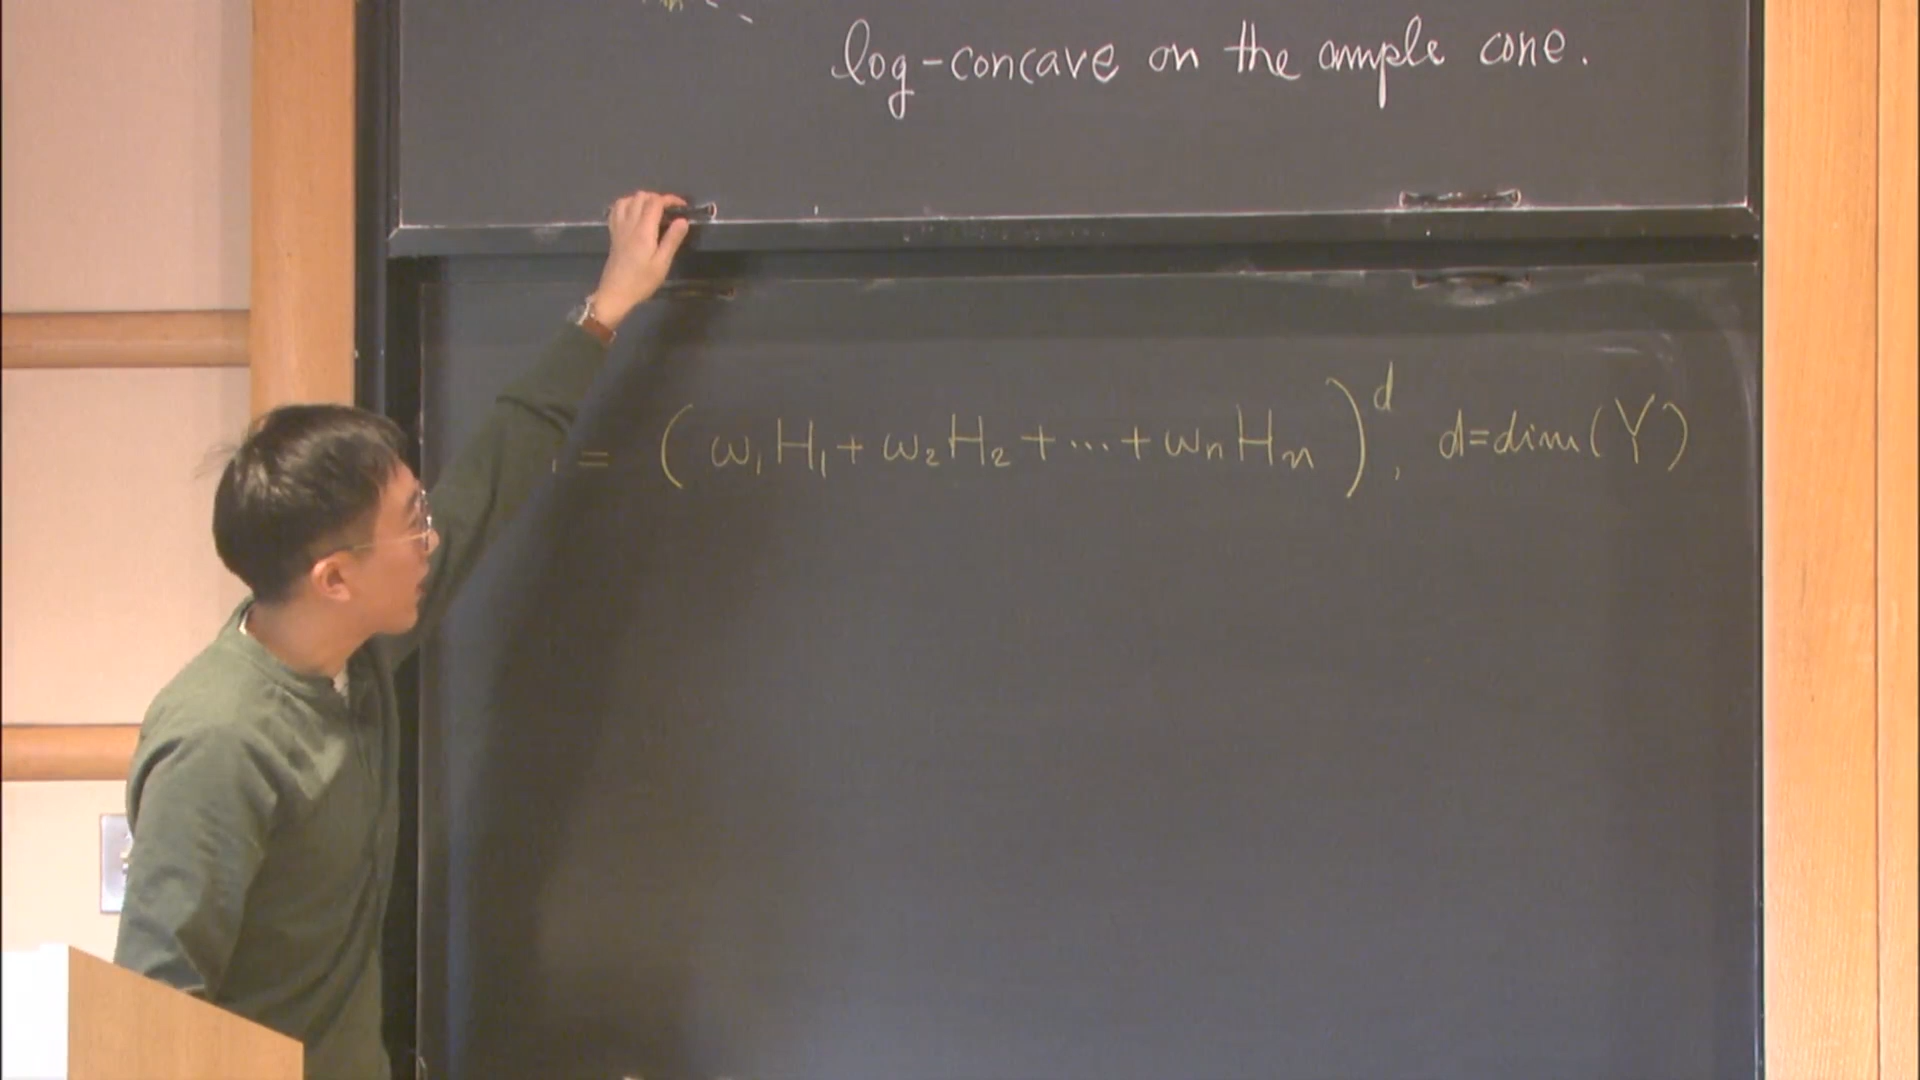 log-concave on the ample cone.
= (ω₁H₁ + ω₂H₂ + ... + ωnHn)ᵈ, d=dim(Y)